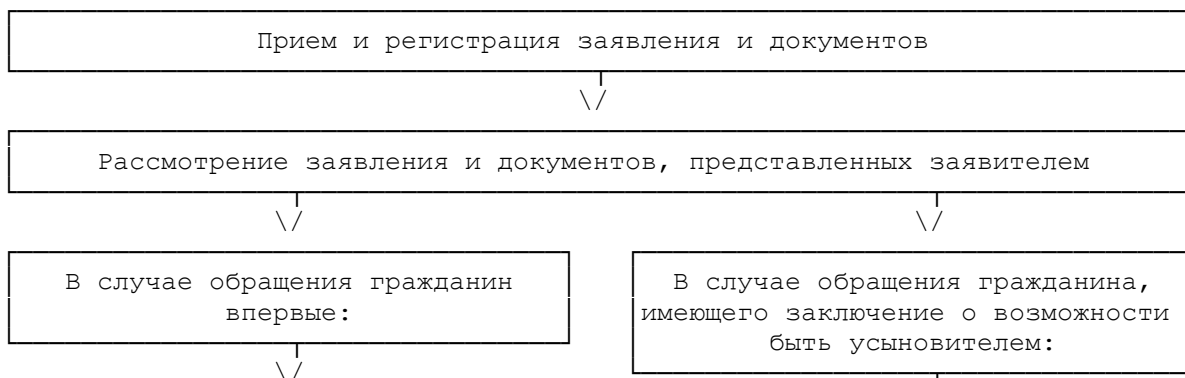 Прием и регистрация заявления и документов
Рассмотрение заявления и документов, представленных заявителем
В случае обращения гражданин
впервые:
В случае обращения гражданина,
имеющего заключение о возможности
быть усыновителем: